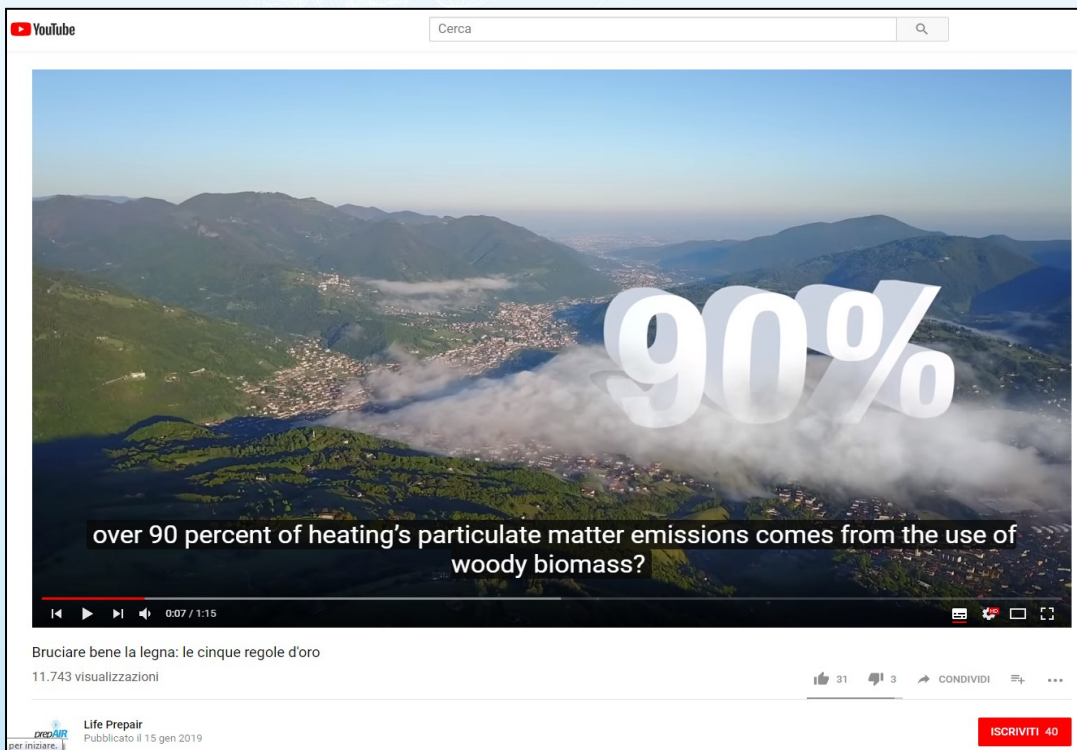 YouTube
Cerca
90%
over 90 percent of heating's particulate matter emissions comes from the use of
woody biomass?
0:07 / 1:15
HD
Bruciare bene la legna: le cinque regole d'oro
11.743 visualizzazioni
31
3
CONDIVIDI
prepAIR
Life Prepair
Pubblicato il 15 gen 2019
ISCRIVITI 40
per iniziare.